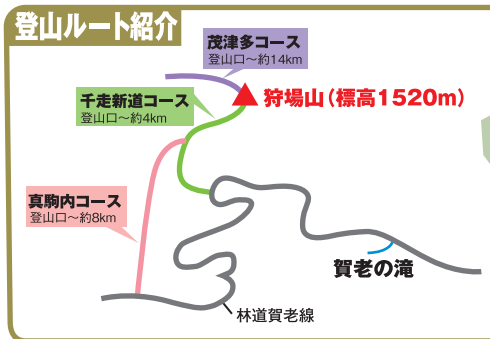 登山ルート紹介
茂津多コース
登山口～約14km
千走新道コース
登山口～約4km
狩場山（標高1520m）
真駒内コース
登山口～約8km
賀老の滝
林道賀老線